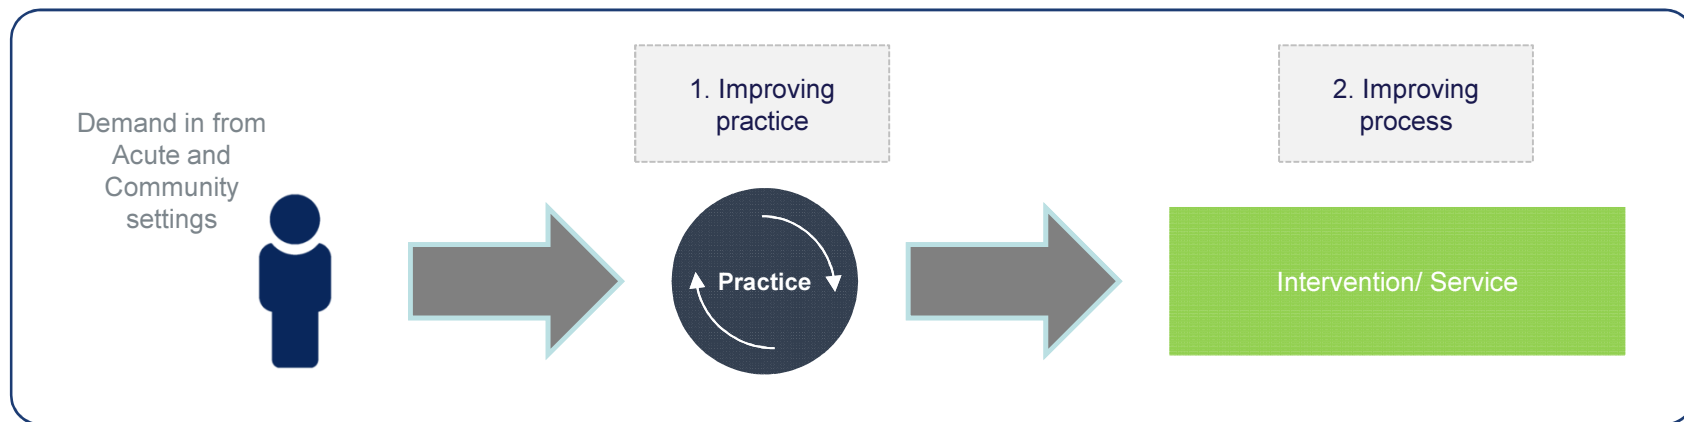 Demand in from
Acute and
Community
settings
1. Improving
practice
Practice
2. Improving
process
Intervention/ Service